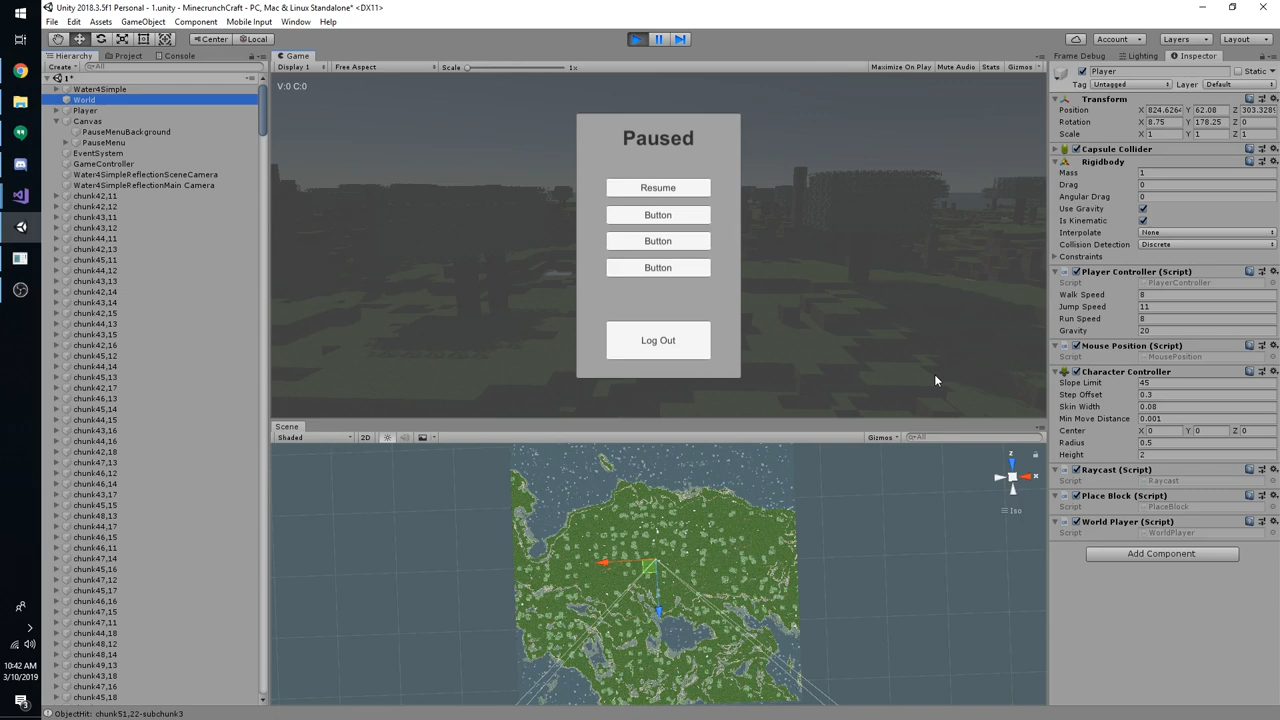 Unity 2018.3.5f1 Personal - 1.unity - MinecrunchCraft - PC, Mac & Linux Standalone* <DX11>
File Edit Assets GameObject Component Mobile Input Window Help
Center Local
Account Layers Layout
Hierarchy Project Console
Create All
1*
Water4Simple
World
Player
Canvas
PauseMenuBackground
PauseMenu
EventSystem
GameController
Water4SimpleReflectionSceneCamera
Water4SimpleReflectionMain Camera
chunk42,11
chunk42,12
chunk43,11
chunk43,12
chunk44,11
chunk42,13
chunk45,11
chunk44,12
chunk43,13
chunk42,14
chunk43,14
chunk42,15
chunk44,13
chunk43,15
chunk42,16
chunk45,12
chunk44,14
chunk45,13
chunk42,17
chunk46,13
chunk45,14
chunk44,15
chunk43,16
chunk44,16
chunk42,18
chunk47,13
chunk46,12
chunk46,14
chunk43,17
chunk45,15
chunk48,13
chunk44,17
chunk46,15
chunk46,11
chunk47,14
chunk45,16
chunk47,12
chunk46,16
chunk45,17
chunk47,15
chunk47,11
chunk44,18
chunk48,12
chunk48,14
chunk49,13
chunk43,18
chunk47,16
chunk45,18
Game
Display 1 Free Aspect Scale 1x Maximize On Play Mute Audio Stats Gizmos
V:0 C:0
Paused
Resume
Button
Button
Button
Log Out
Scene
Shaded 2D Gizmos All
z
x
Iso
Frame Debug Lighting Inspector
Player Static
Tag Untagged Layer Default
Transform
Position X 824.626 Y 62.08 Z 303.3289
Rotation X 8.75 Y 178.25 Z 0
Scale X 1 Y 1 Z 1
Capsule Collider
Rigidbody
Mass 1
Drag 0
Angular Drag 0
Use Gravity
Is Kinematic
Interpolate None
Collision Detection Discrete
Constraints
Player Controller (Script)
Script PlayerController
Walk Speed 8
Jump Speed 11
Run Speed 8
Gravity 20
Mouse Position (Script)
Script MousePosition
Character Controller
Slope Limit 45
Step Offset 0.3
Skin Width 0.08
Min Move Distance 0.001
Center X 0 Y 0 Z 0
Radius 0.5
Height 2
Raycast (Script)
Script Raycast
Place Block (Script)
Script PlaceBlock
World Player (Script)
Script WorldPlayer
Add Component
10:42 AM
3/10/2019
3
ObjectHit: chunk51,22-subchunk3